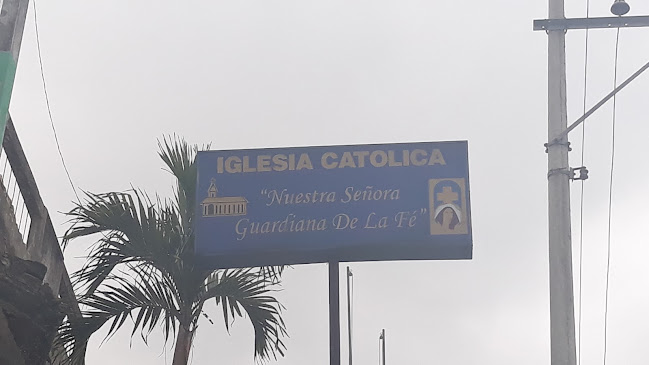 IGLESIA CATOLICA
"Nuestra Señora
Guardiana De La Fé"